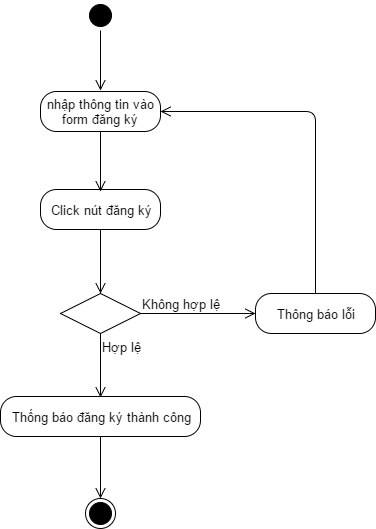 nhập thông tin vào
form đăng ký
Click nút đăng ký
Không hợp lệ
Thông báo lỗi
Hợp lệ
Thống báo đăng ký thành công